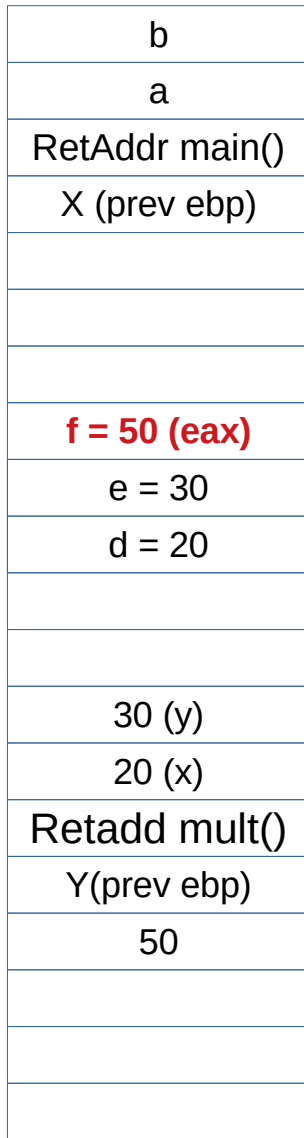 b
a
RetAddr main()
X (prev ebp)
f = 50 (eax)
e = 30
d = 20
30 (y)
20 (x)
Retadd mult()
Y(prev ebp)
50